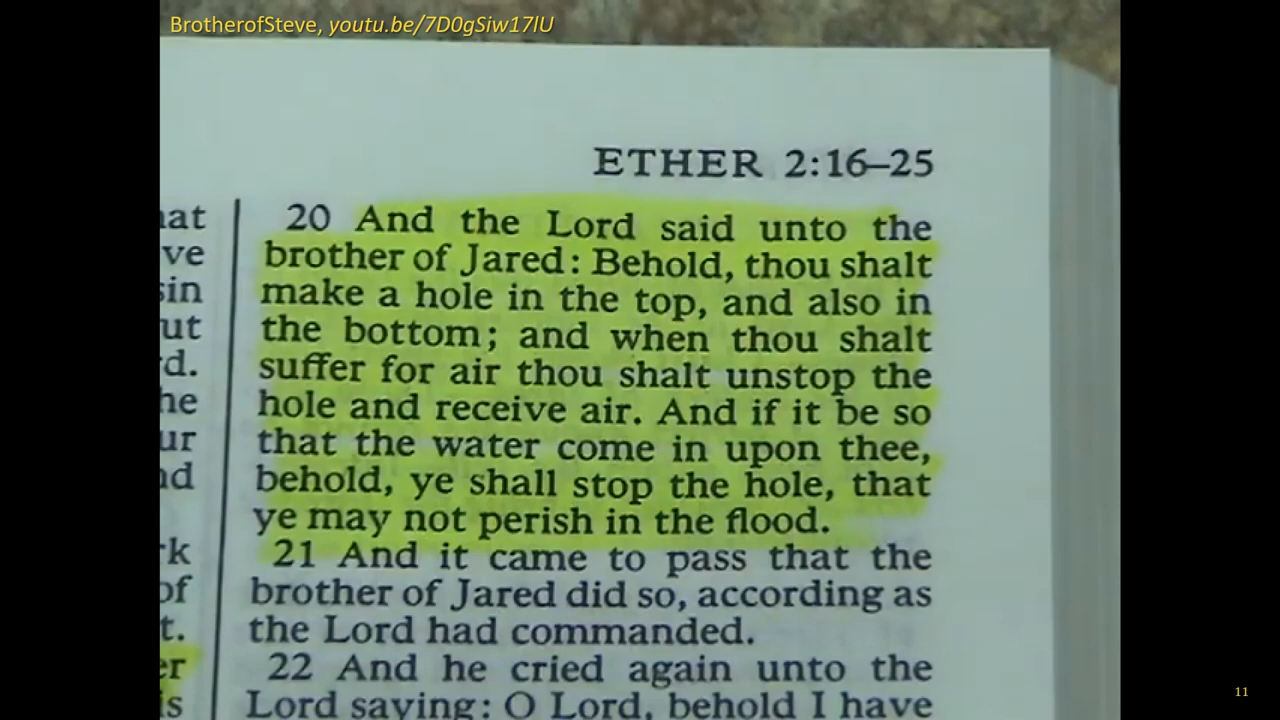 BrotherofSteve, youtu.be/7D0gSiw17lU
ETHER 2:16–25
20 And the Lord said unto the
brother of Jared: Behold, thou shalt
make a hole in the top, and also in
the bottom; and when thou shalt
suffer for air thou shalt unstop the
hole and receive air. And if it be so
that the water come in upon thee,
behold, ye shall stop the hole, that
ye may not perish in the flood.
21 And it came to pass that the
brother of Jared did so, according as
the Lord had commanded.
22 And he cried again unto the
Lord saying: O Lord, behold I have
11